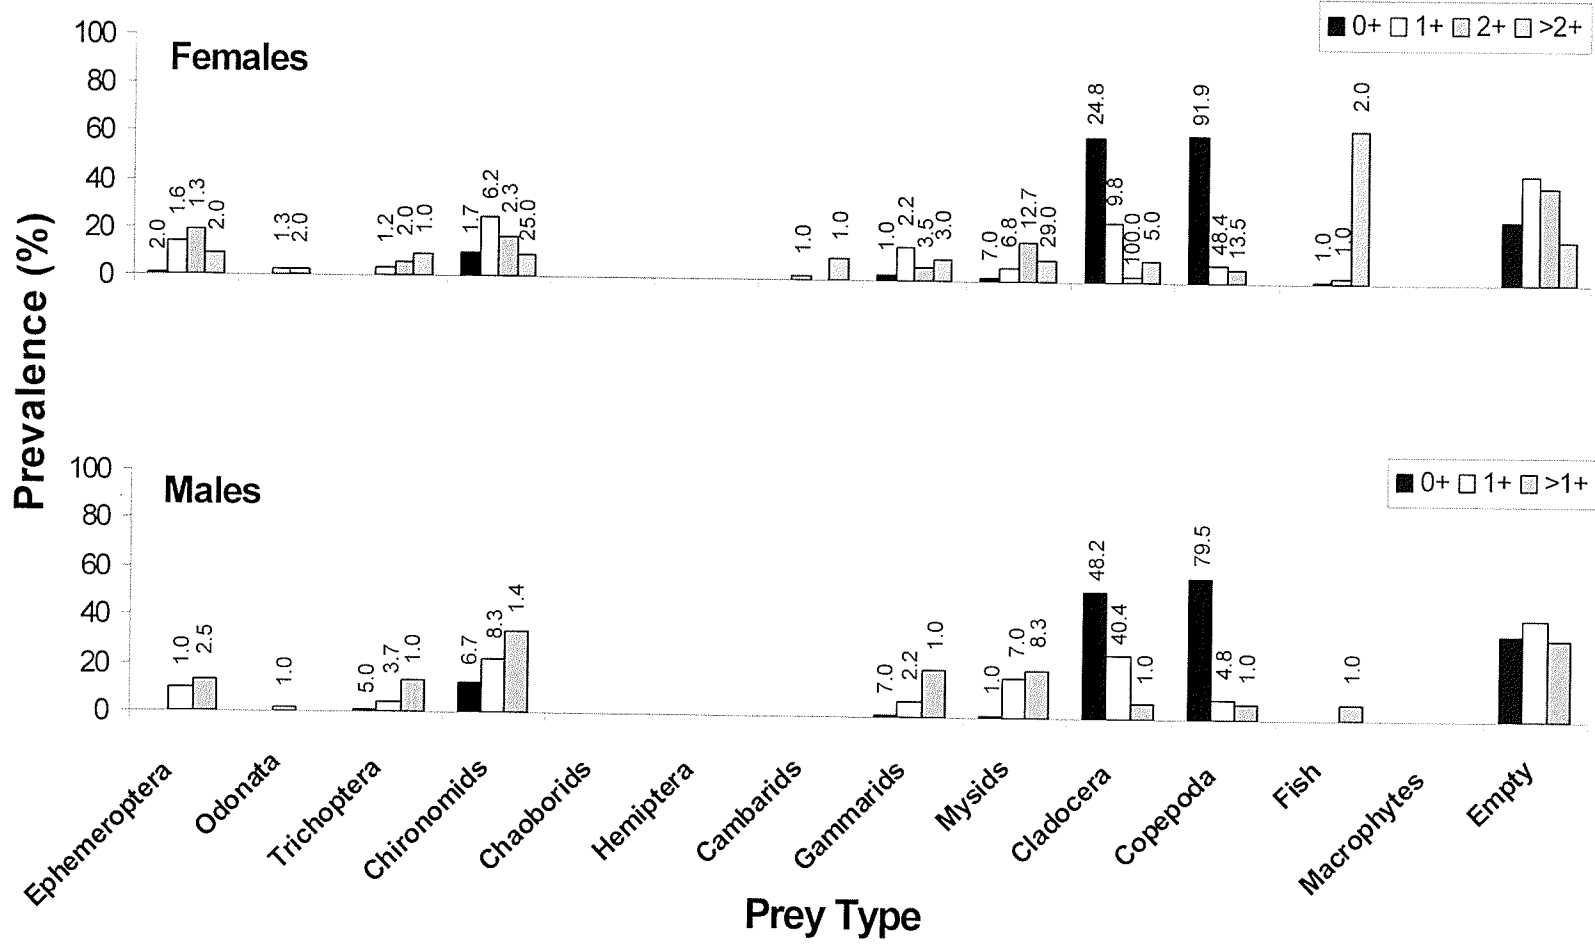 Prevalence (%)
Females
0+ 1+ 2+ >2+
100
80
60
40
20
0
2.0 1.6 1.3 2.0
1.3 2.0
1.2 2.0 1.0
1.7 6.2 2.3 25.0
1.0 1.0
1.0 2.2 3.5 3.0
7.0 6.8 12.7 29.0
24.8 9.8 100.0 5.0
91.9 48.4 13.5
1.0 1.0 2.0
Males
0+ 1+ >1+
100
80
60
40
20
0
1.0 2.5
1.0
5.0 3.7 1.0
6.7 8.3 1.4
7.0 2.2 1.0
1.0 7.0 8.3
48.2 40.4 1.0
79.5 4.8 1.0
1.0
Ephemeroptera
Odonata
Trichoptera
Chironomids
Chaoborids
Hemiptera
Cambarids
Gammarids
Mysids
Cladocera
Copepoda
Fish
Macrophytes
Empty
Prey Type